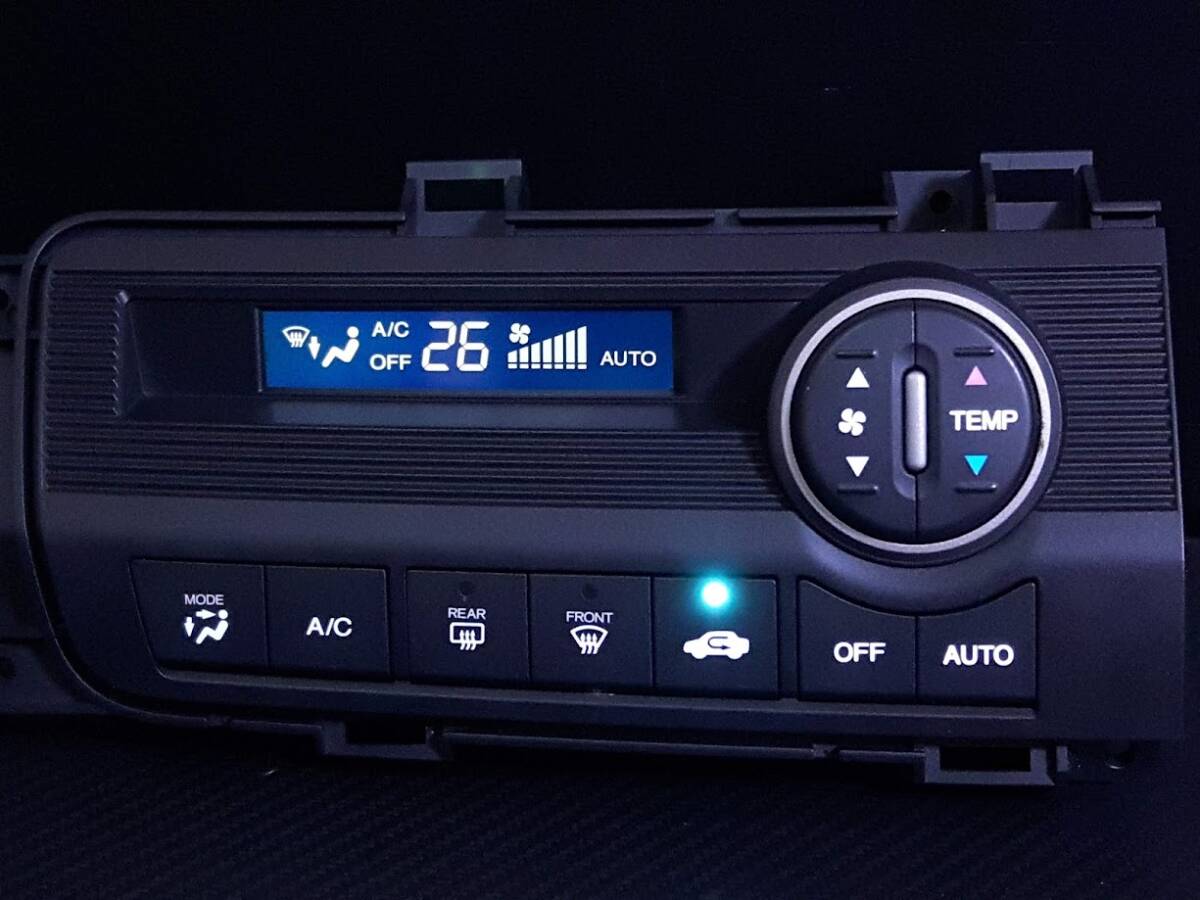 A/C
OFF
26
AUTO
TEMP
MODE
A/C
REAR
FRONT
OFF
AUTO